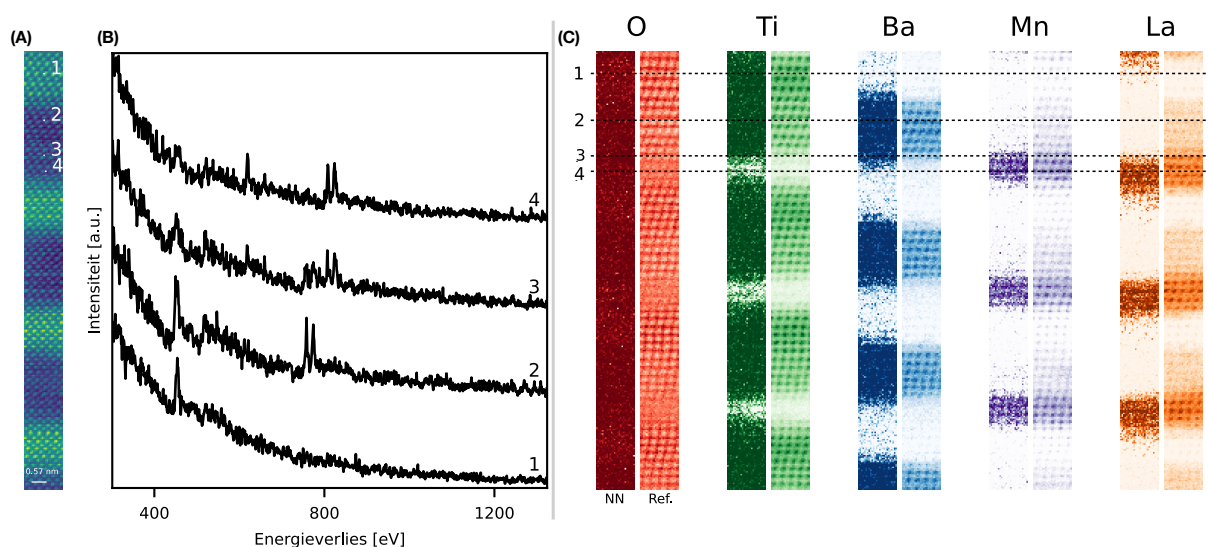 (A)
1
2
3
4
0.57 nm
(B)
Intensiteit [a.u.]
4
3
2
1
400 800 1200
Energieverlies [eV]
(C)
O Ti Ba Mn La
1
2
3
4
NN Ref.